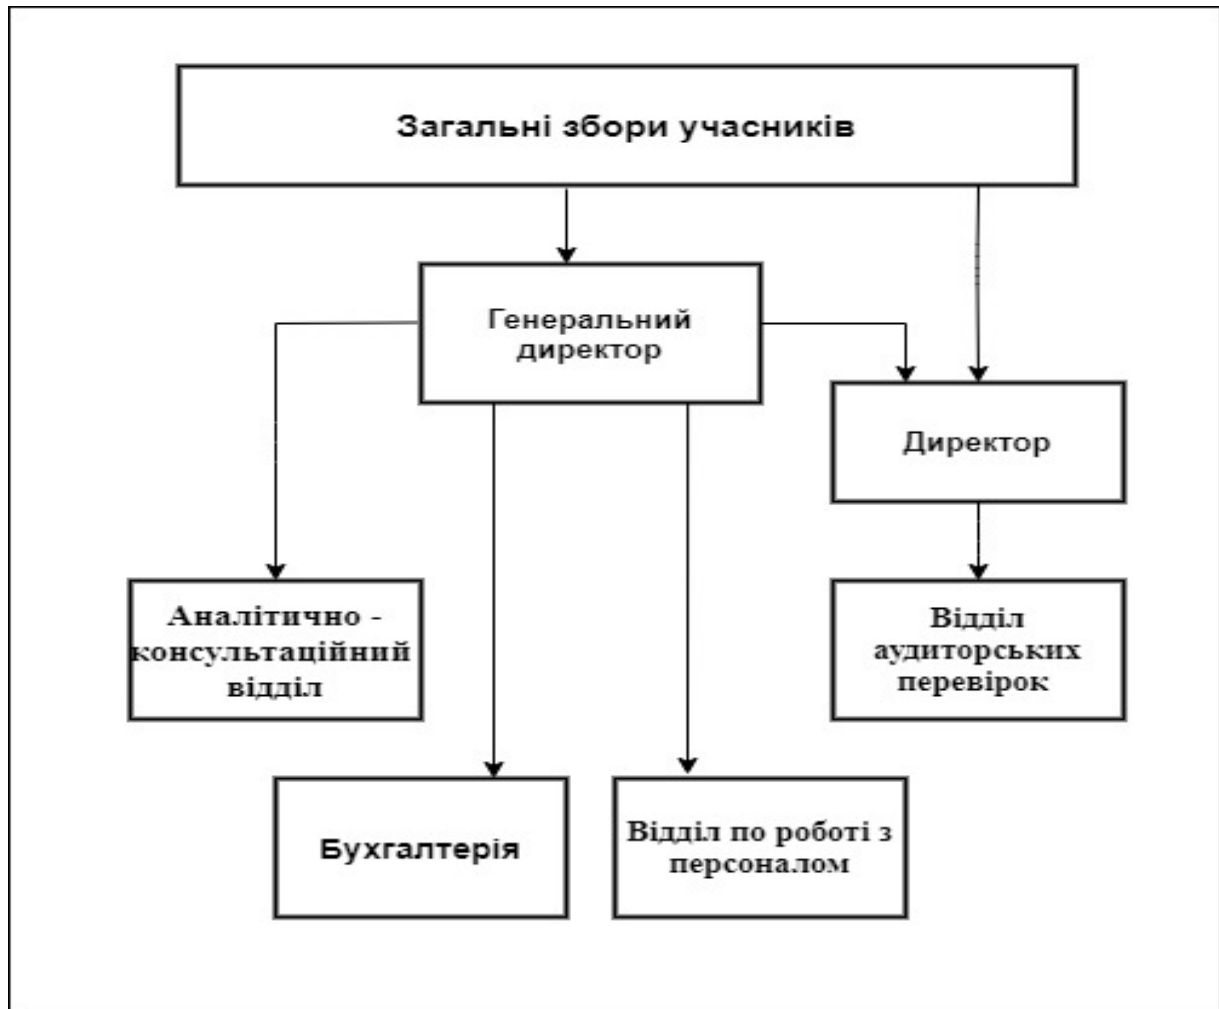 Загальні збори учасників
Генеральний
директор
Директор
Аналітично -
консультаційний
відділ
Відділ
аудиторських
перевірок
Бухгалтерія
Відділ по роботі з
персоналом